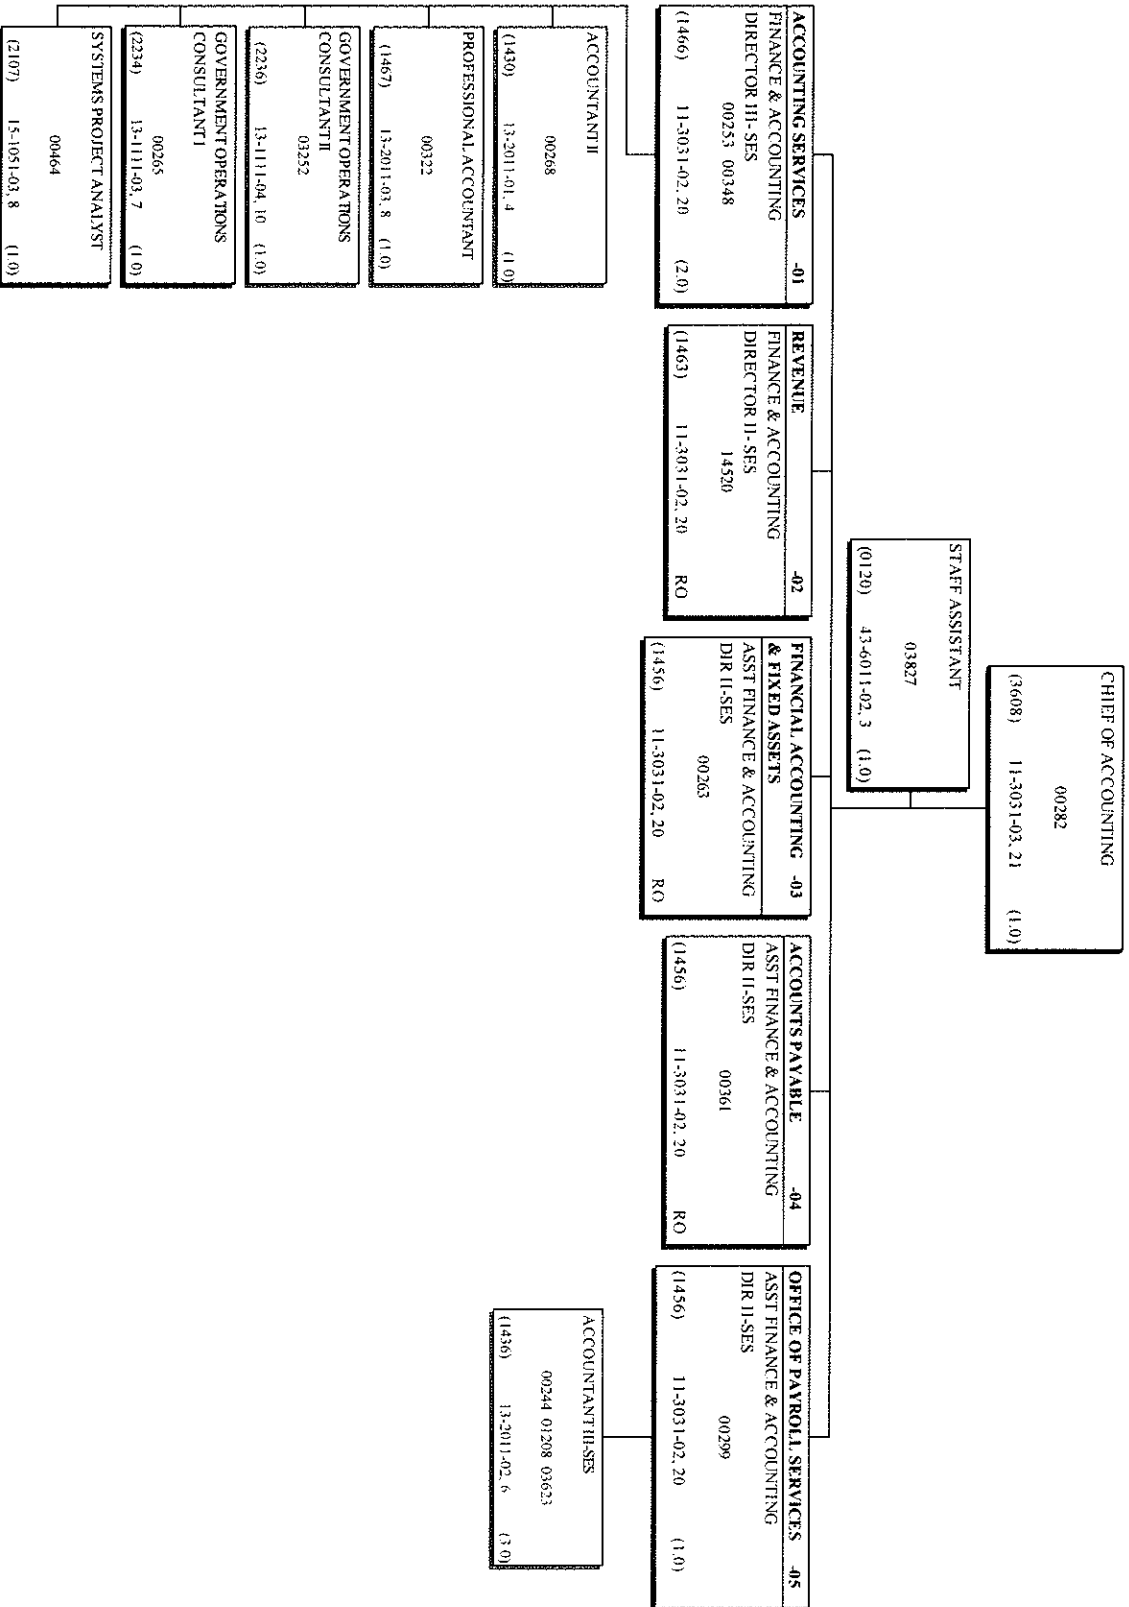 CHIEF OF ACCOUNTING
00282
(3608) 11-3031-03, 21 (1.0)
STAFF ASSISTANT
03827
(0120) 43-6011-02, 3 (1.0)
ACCOUNTING SERVICES -01
FINANCE & ACCOUNTING
DIRECTOR III- SES
00253 00348
(1466) 11-3031-02, 20 (2.0)
ACCOUNTANT II
00268
(1430) 13-2011-01, 4 (1.0)
PROFESSIONAL ACCOUNTANT
00322
(1467) 13-2011-03, 8 (1.0)
GOVERNMENT OPERATIONS
CONSULTANT II
03252
(2236) 13-1111-04, 10 (1.0)
GOVERNMENT OPERATIONS
CONSULTANT I
00265
(2234) 13-1111-03, 7 (1.0)
SYSTEMS PROJECT ANALYST
00464
(2107) 15-1051-03, 8 (1.0)
REVENUE -02
FINANCE & ACCOUNTING
DIRECTOR II- SES
14520
(1463) 11-3031-02, 20 RO
FINANCIAL ACCOUNTING -03
& FIXED ASSETS
ASST FINANCE & ACCOUNTING
DIR II-SES
00263
(1456) 11-3031-02, 20 RO
ACCOUNTS PAYABLE -04
ASST FINANCE & ACCOUNTING
DIR II-SES
00361
(1456) 11-3031-02, 20 RO
OFFICE OF PAYROLL SERVICES -05
ASST FINANCE & ACCOUNTING
DIR II-SES
00299
(1456) 11-3031-02, 20 (1.0)
ACCOUNTANT III-SES
00244 01208 03623
(1436) 13-2011-02, 6 (3.0)